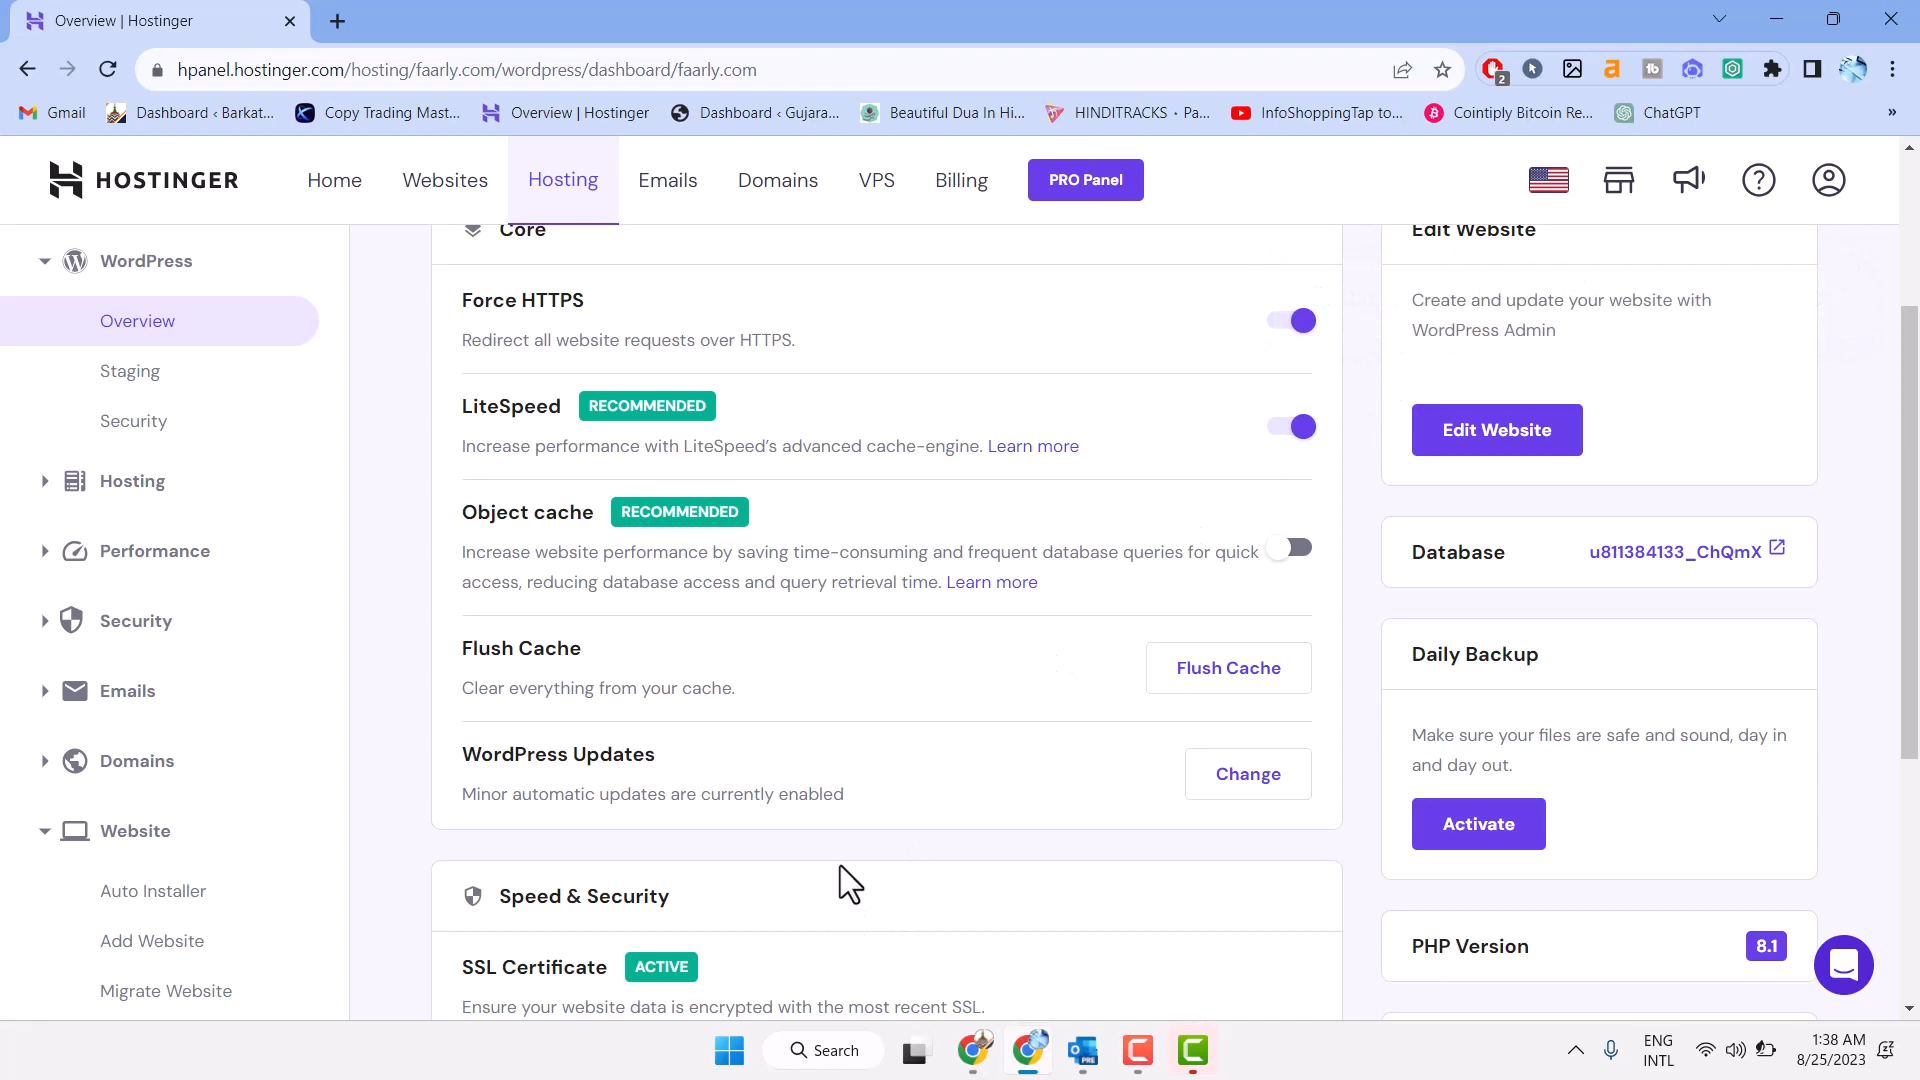 Overview | Hostinger
hpanel.hostinger.com/hosting/faarly.com/wordpress/dashboard/faarly.com
2
Gmail
Dashboard ‹ Barkat...
Copy Trading Mast...
Overview | Hostinger
Dashboard ‹ Gujara...
Beautiful Dua In Hi...
HINDITRACKS • Pa...
InfoShoppingTap to...
Cointiply Bitcoin Re...
ChatGPT
»
HOSTINGER
Home
Websites
Hosting
Emails
Domains
VPS
Billing
PRO Panel
WordPress
Overview
Staging
Security
Hosting
Performance
Security
Emails
Domains
Website
Auto Installer
Add Website
Migrate Website
Core
Force HTTPS
Redirect all website requests over HTTPS.
LiteSpeed RECOMMENDED
Increase performance with LiteSpeed's advanced cache-engine. Learn more
Object cache RECOMMENDED
Increase website performance by saving time-consuming and frequent database queries for quick
access, reducing database access and query retrieval time. Learn more
Flush Cache
Clear everything from your cache.
Flush Cache
WordPress Updates
Minor automatic updates are currently enabled
Change
Speed & Security
SSL Certificate ACTIVE
Ensure your website data is encrypted with the most recent SSL.
Edit Website
Create and update your website with
WordPress Admin
Edit Website
Database u811384133_ChQmX
Daily Backup
Make sure your files are safe and sound, day in
and day out.
Activate
PHP Version 8.1
Search
PRE
ENG
INTL
1:38 AM
8/25/2023